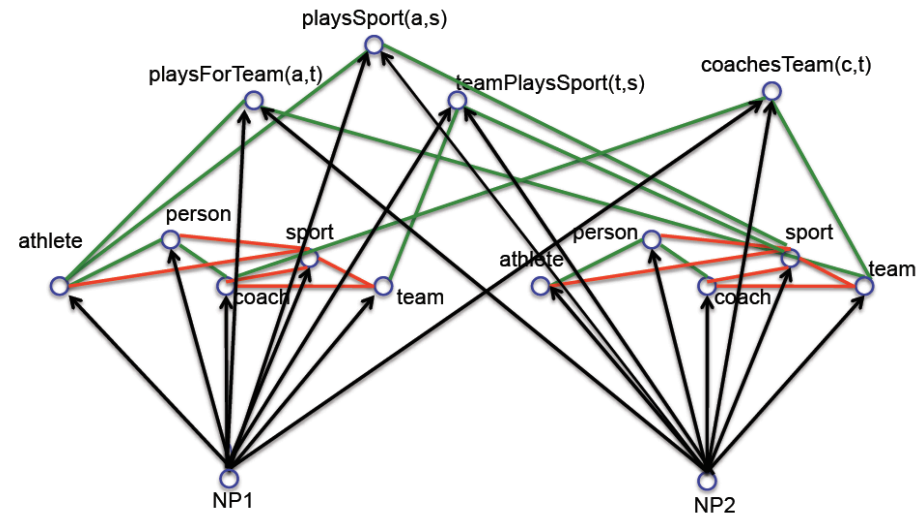 playsSport(a,s)
playsForTeam(a,t)
teamPlaysSport(t,s)
coachesTeam(c,t)
person
sport
athlete
coach
team
person
sport
athlete
coach
team
NP1
NP2